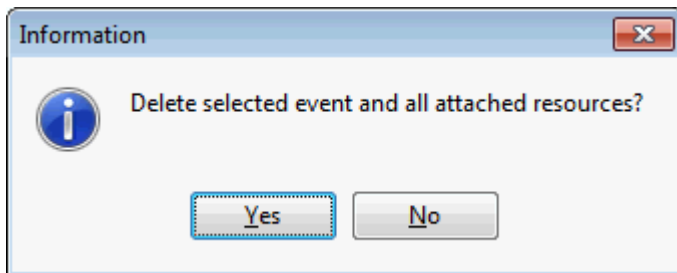 Information
Delete selected event and all attached resources?
Yes
No